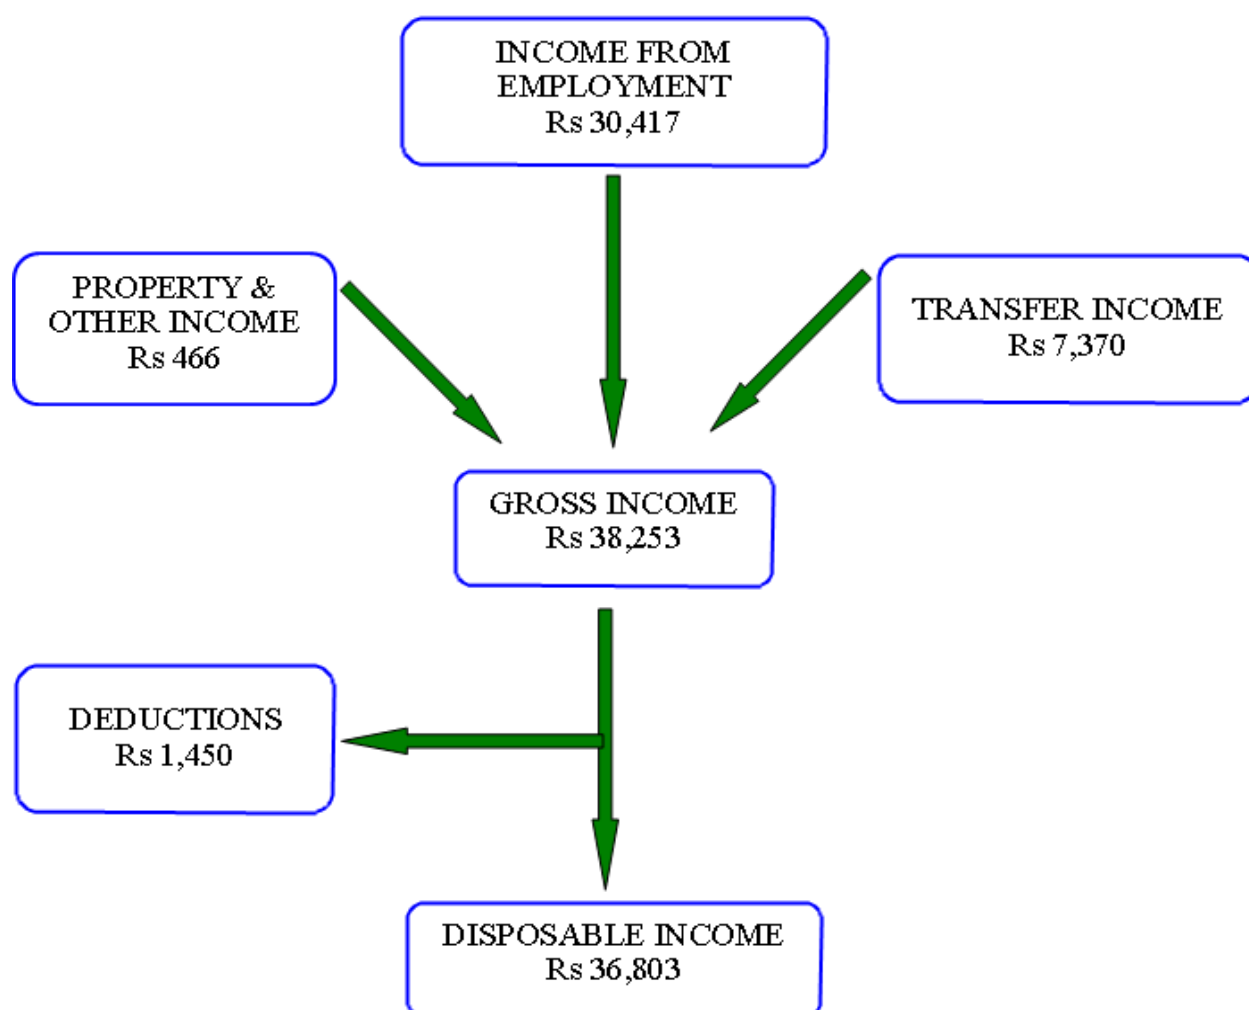 INCOME FROM
EMPLOYMENT
Rs 30,417
PROPERTY &
OTHER INCOME
Rs 466
TRANSFER INCOME
Rs 7,370
GROSS INCOME
Rs 38,253
DEDUCTIONS
Rs 1,450
DISPOSABLE INCOME
Rs 36,803